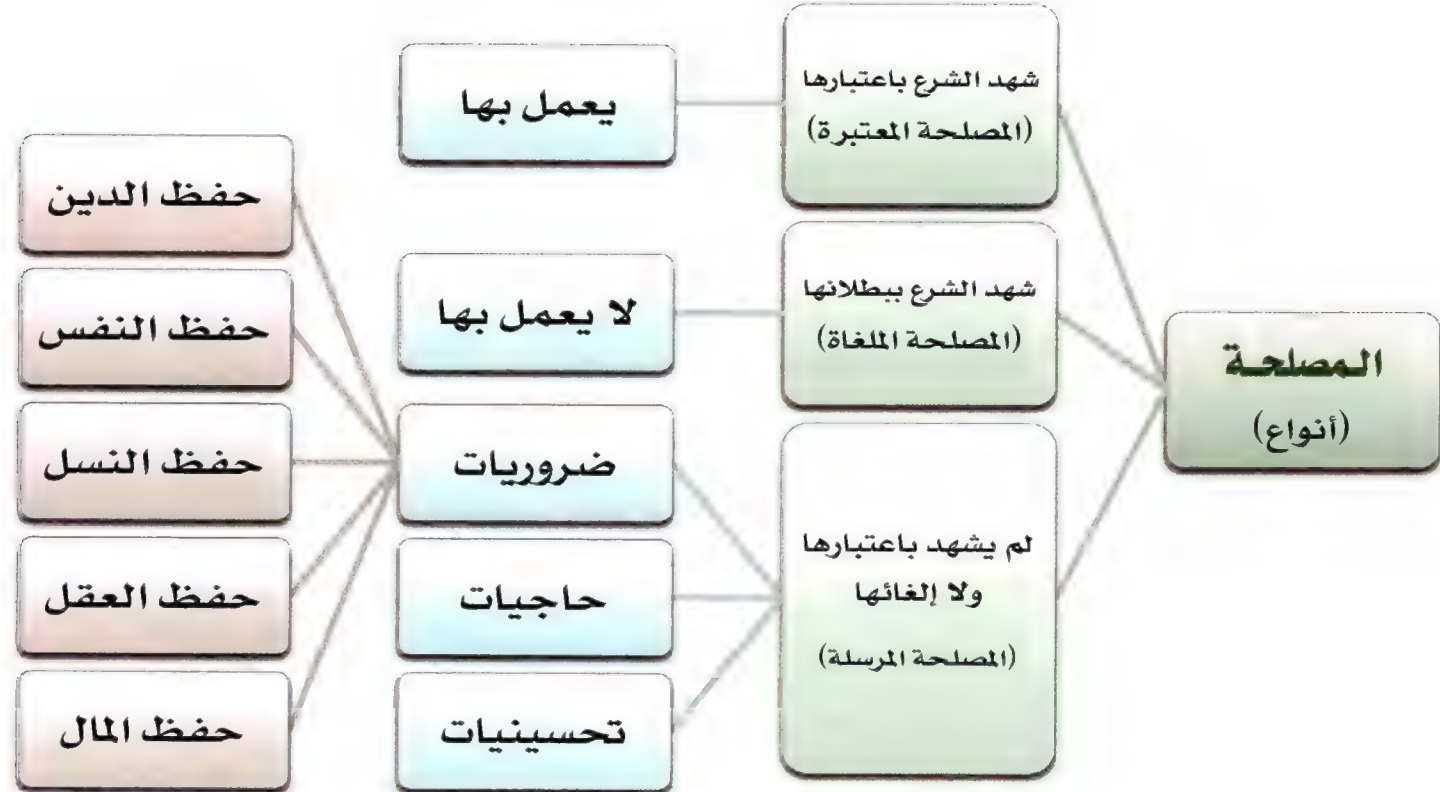 المصلحة
(أنواع)
شهد الشرع باعتبارها
(المصلحة المعتبرة)
يعمل بها
شهد الشرع ببطلانها
(المصلحة الملغاة)
لا يعمل بها
لم يشهد باعتبارها
ولا إلغائها
(المصلحة المرسلة)
ضروريات
حاجيات
تحسينيات
حفظ الدين
حفظ النفس
حفظ النسل
حفظ العقل
حفظ المال